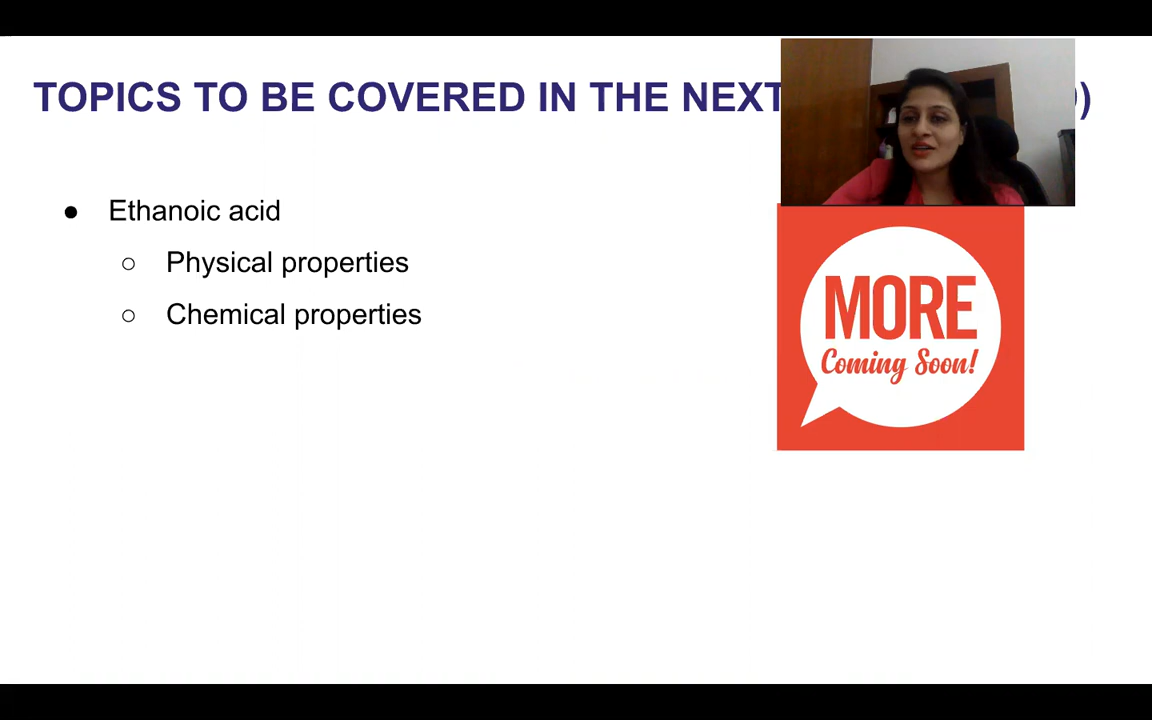 TOPICS TO BE COVERED IN THE NEXT
● Ethanoic acid
○ Physical properties
○ Chemical properties
MORE
Coming Soon!